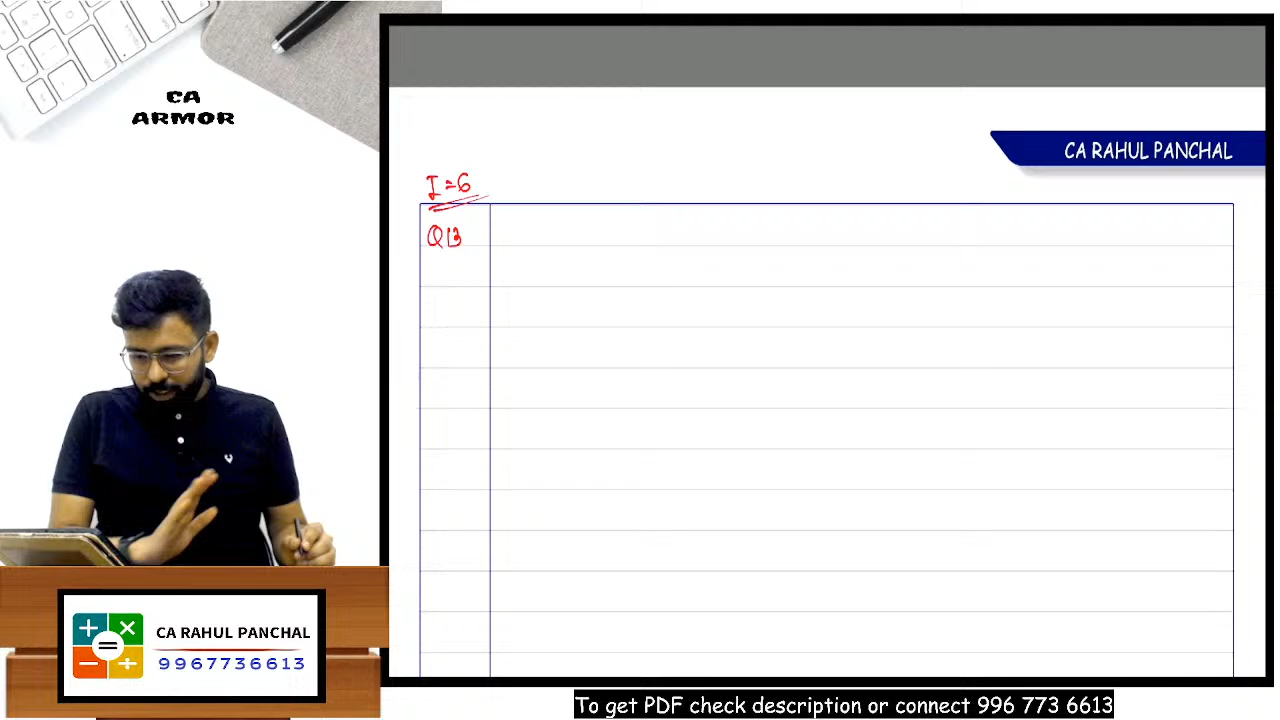 CA
ARMOR
CA RAHUL PANCHAL
I=6
Q13
CA RAHUL PANCHAL
9967736613
To get PDF check description or connect 996 773 6613